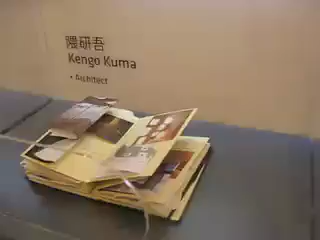 隈研吾
Kengo Kuma
• Architect